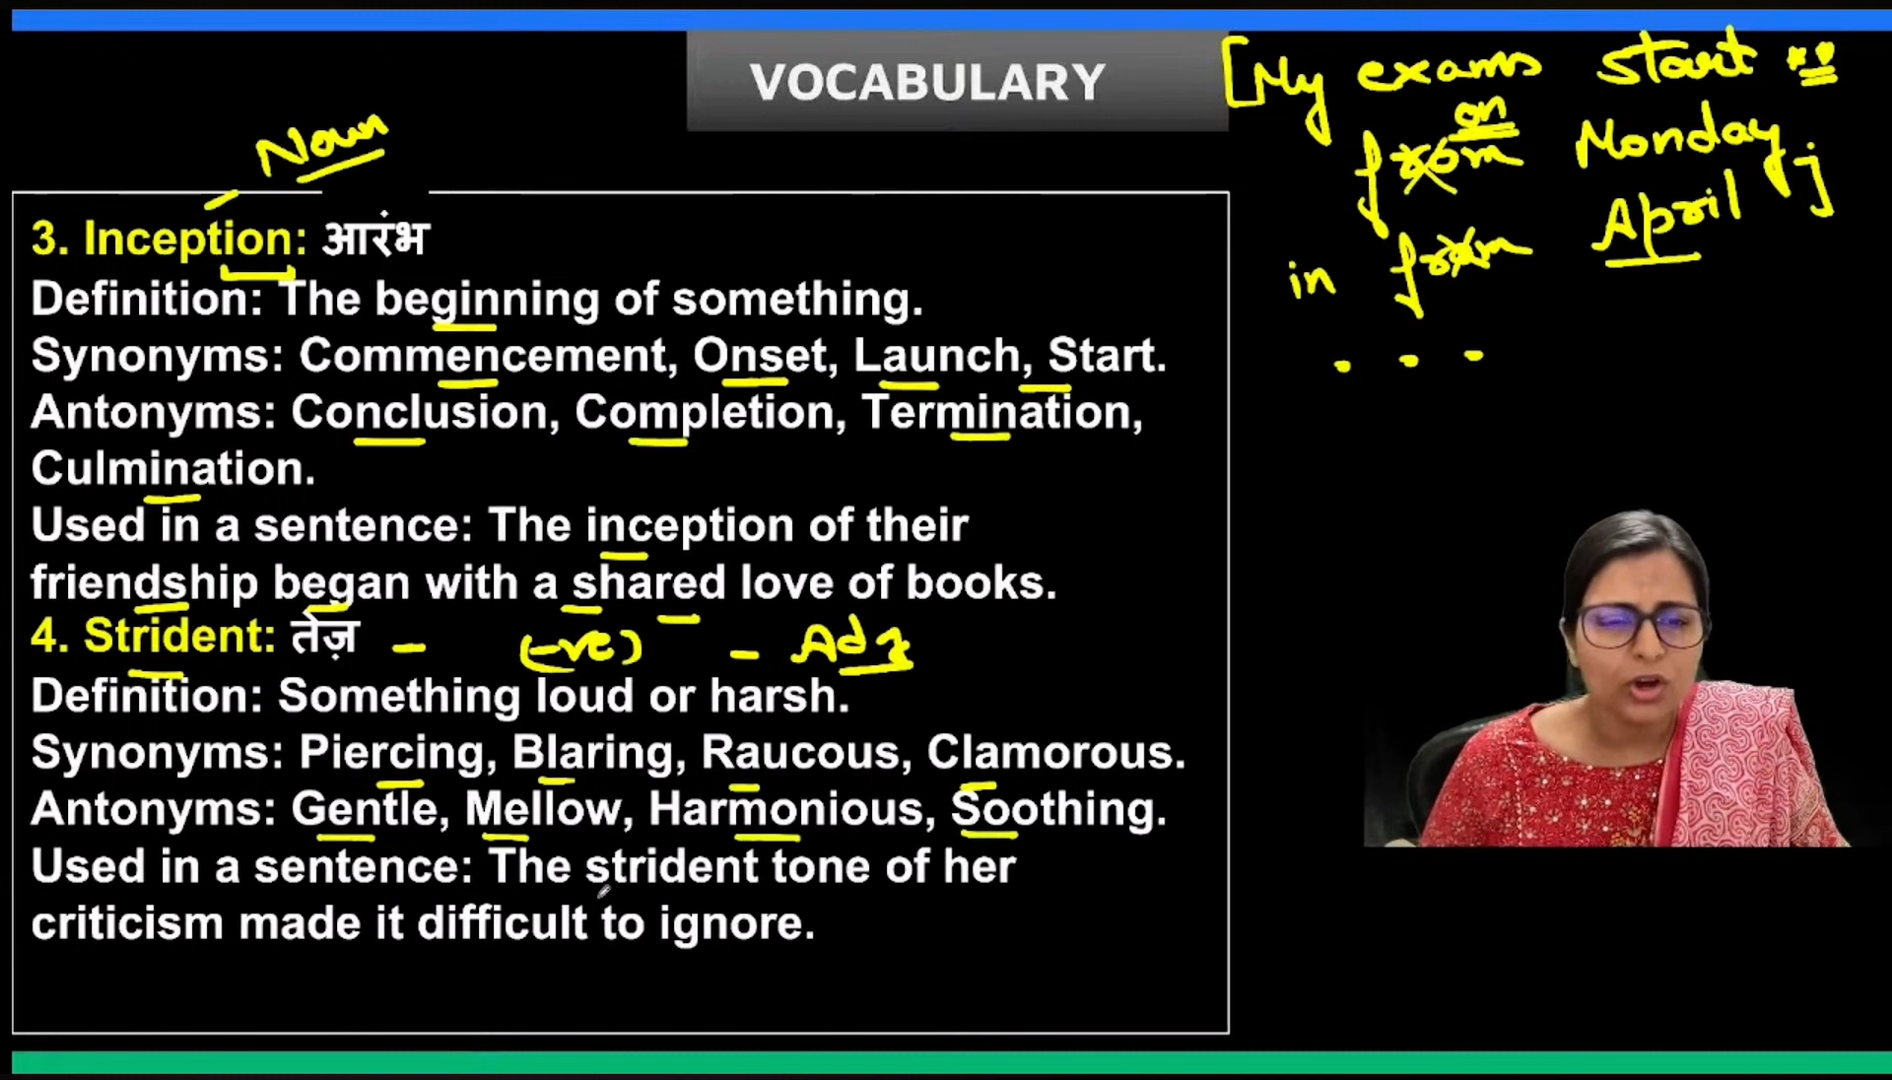 VOCABULARY
[My exams start
on
from Monday j
in from April
Noun
3. Inception: आरंभ
Definition: The beginning of something.
Synonyms: Commencement, Onset, Launch, Start.
Antonyms: Conclusion, Completion, Termination,
Culmination.
Used in a sentence: The inception of their
friendship began with a shared love of books.
4. Strident: तेज़ - (-ve) - Adj
Definition: Something loud or harsh.
Synonyms: Piercing, Blaring, Raucous, Clamorous.
Antonyms: Gentle, Mellow, Harmonious, Soothing.
Used in a sentence: The strident tone of her
criticism made it difficult to ignore.